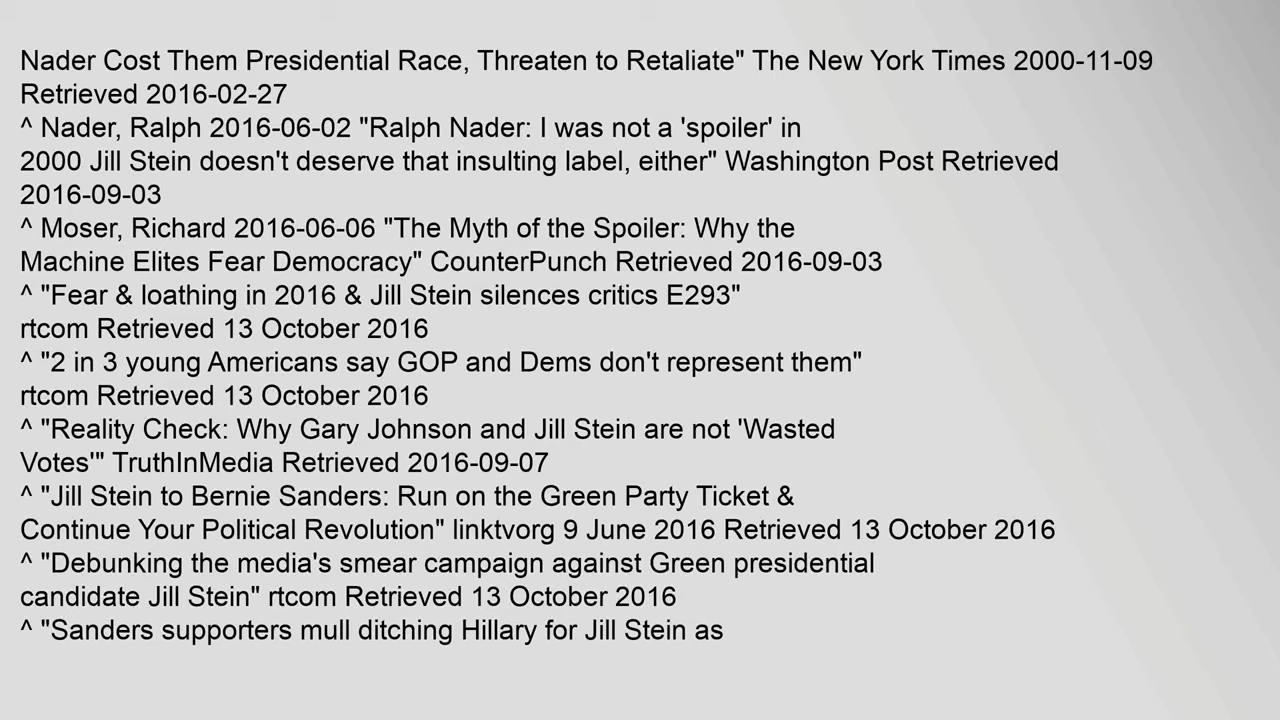 Nader Cost Them Presidential Race, Threaten to Retaliate" The New York Times 2000-11-09
Retrieved 2016-02-27
^ Nader, Ralph 2016-06-02 "Ralph Nader: I was not a 'spoiler' in
2000 Jill Stein doesn't deserve that insulting label, either" Washington Post Retrieved
2016-09-03
^ Moser, Richard 2016-06-06 "The Myth of the Spoiler: Why the
Machine Elites Fear Democracy" CounterPunch Retrieved 2016-09-03
^ "Fear & loathing in 2016 & Jill Stein silences critics E293"
rtcom Retrieved 13 October 2016
^ "2 in 3 young Americans say GOP and Dems don't represent them"
rtcom Retrieved 13 October 2016
^ "Reality Check: Why Gary Johnson and Jill Stein are not 'Wasted
Votes'" TruthInMedia Retrieved 2016-09-07
^ "Jill Stein to Bernie Sanders: Run on the Green Party Ticket &
Continue Your Political Revolution" linktvorg 9 June 2016 Retrieved 13 October 2016
^ "Debunking the media's smear campaign against Green presidential
candidate Jill Stein" rtcom Retrieved 13 October 2016
^ "Sanders supporters mull ditching Hillary for Jill Stein as